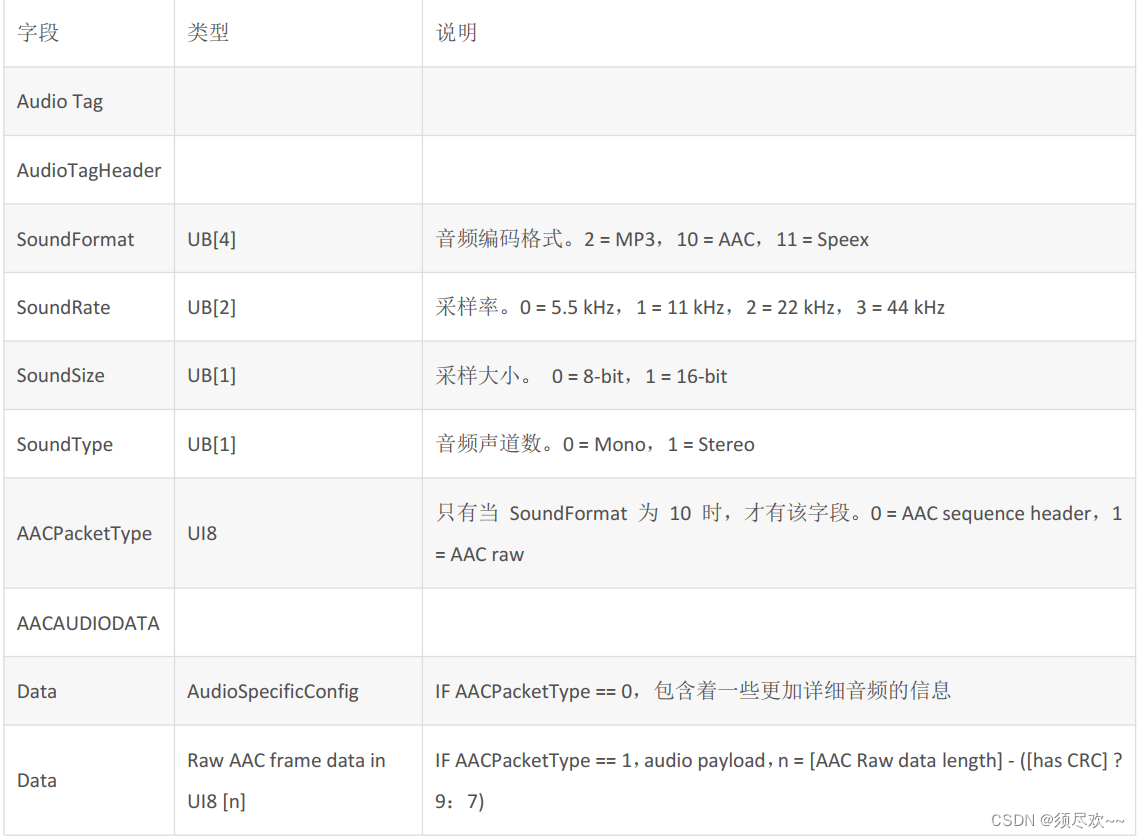 字段 类型 说明
Audio Tag
AudioTagHeader
SoundFormat UB[4] 音频编码格式。2 = MP3，10 = AAC，11 = Speex
SoundRate UB[2] 采样率。0 = 5.5 kHz，1 = 11 kHz，2 = 22 kHz，3 = 44 kHz
SoundSize UB[1] 采样大小。 0 = 8-bit，1 = 16-bit
SoundType UB[1] 音频声道数。0 = Mono，1 = Stereo
AACPacketType UI8 只有当 SoundFormat 为 10 时，才有该字段。0 = AAC sequence header，1
= AAC raw
AACAUDIODATA
Data AudioSpecificConfig IF AACPacketType == 0，包含着一些更加详细音频的信息
Data Raw AAC frame data in IF AACPacketType == 1，audio payload，n = [AAC Raw data length] - ([has CRC] ?
UI8 [n] 9：7)
CSDN @须尽欢~~